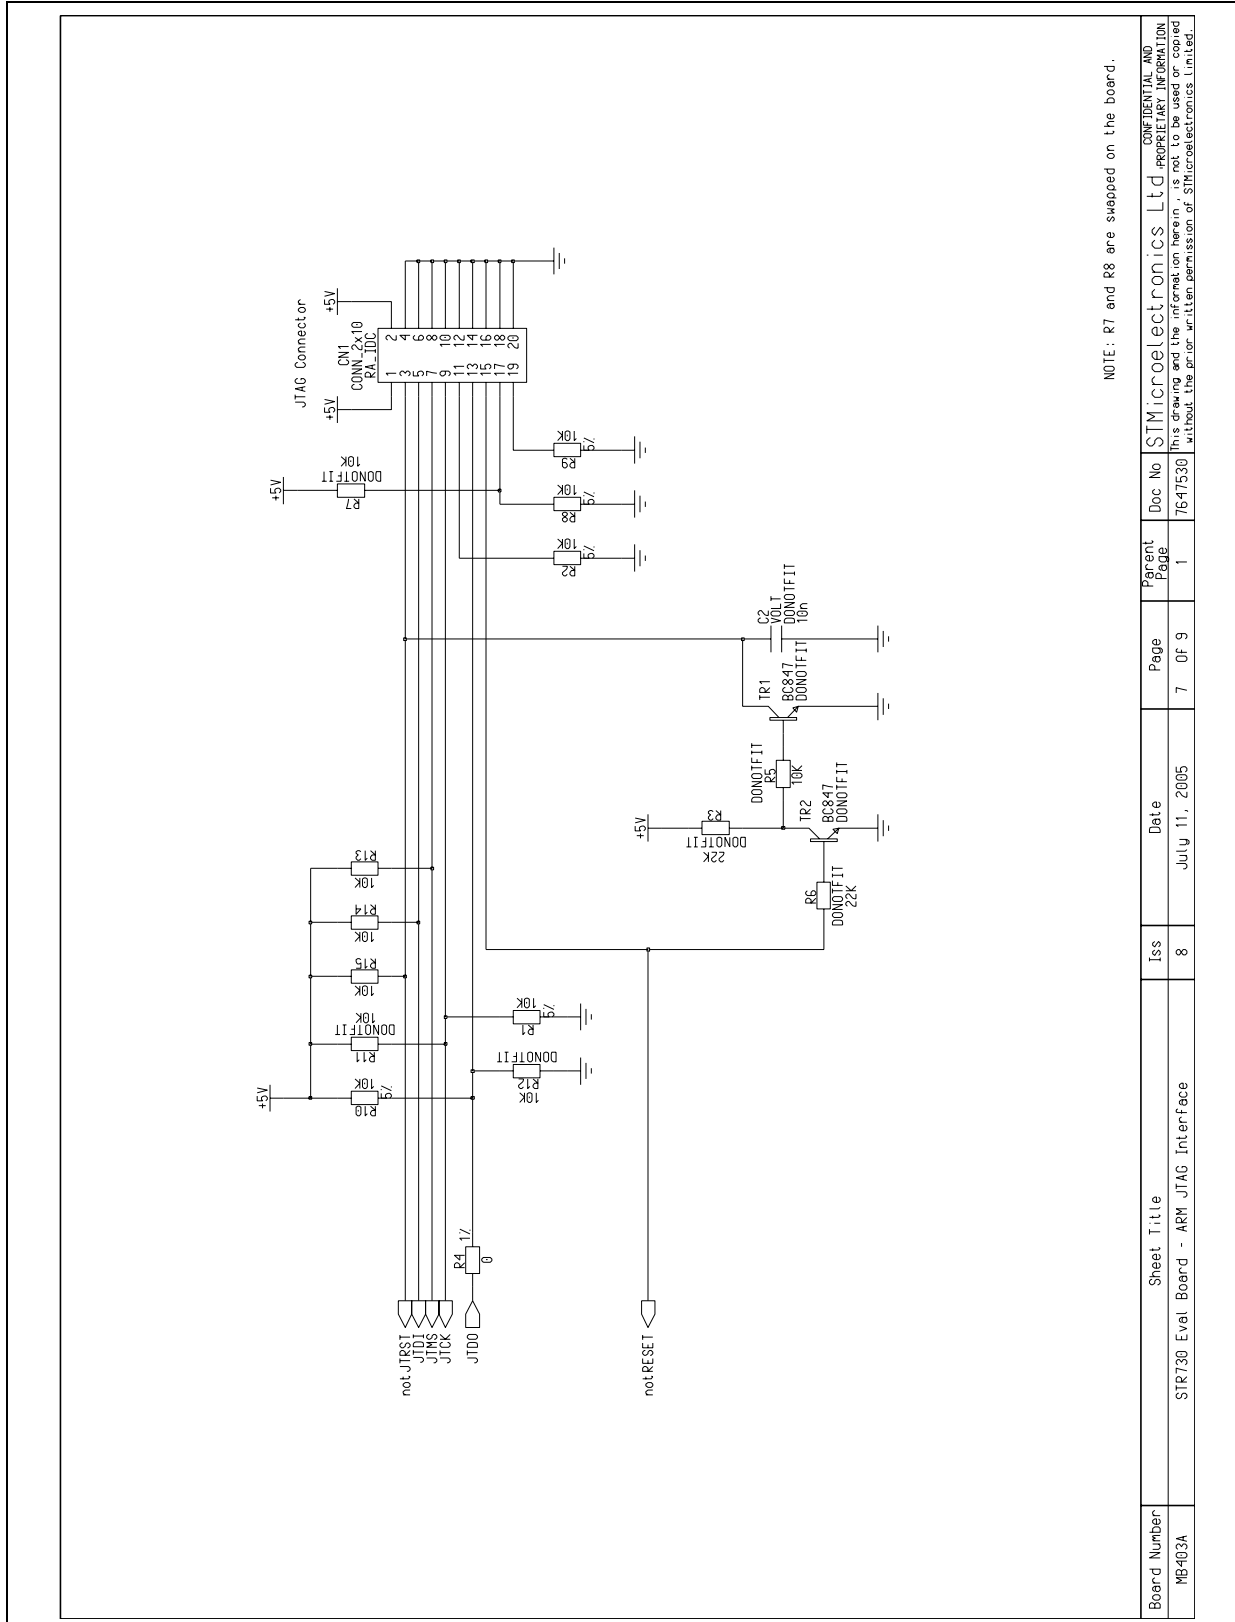 JTAG Connector
+5V
+5V
CN1
CONN_2x10
RA_IDC
1 2
3 4
5 6
7 8
9 10
11 12
13 14
15 16
17 18
19 20
+5V
R7
DONOTFIT
10K
R9
10K
5%
R8
10K
5%
R2
10K
5%
+5V
R10
10K
5%
R11
DONOTFIT
10K
R15
10K
R14
10K
R13
10K
R1
10K
5%
R12
DONOTFIT
10K
R4
1%
0
notJTRST
JTDI
JTMS
JTCK
JTDO
notRESET
+5V
R3
DONOTFIT
22K
R6
DONOTFIT
22K
TR2
BC847
DONOTFIT
DONOTFIT
R5
10K
TR1
BC847
DONOTFIT
C2
VOLT
DONOTFIT
10n
NOTE: R7 and R8 are swapped on the board.
Board Number
MB403A
Sheet Title
STR730 Eval Board - ARM JTAG Interface
Iss
8
Date
July 11, 2005
Page
7 Of 9
Parent Page
1
Doc No
7647530
STMicroelectronics Ltd.
CONFIDENTIAL AND
PROPRIETARY INFORMATION
This drawing and the information herein , is not to be used or copied
without the prior written permission of STMicroelectronics limited.